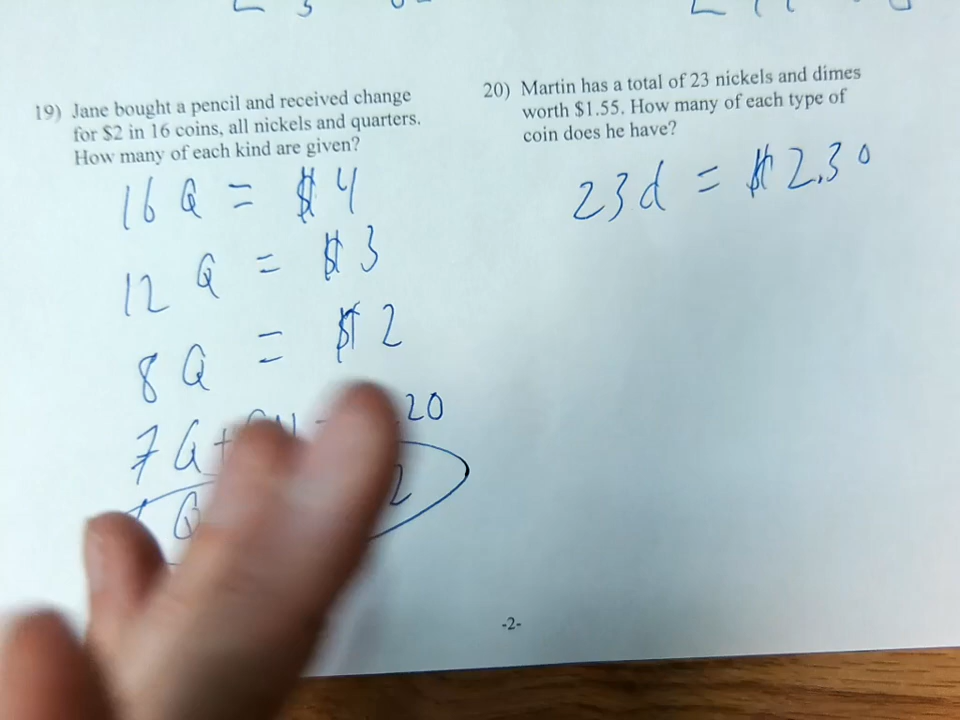 19) Jane bought a pencil and received change
for $2 in 16 coins, all nickels and quarters.
How many of each kind are given?
16 Q = $ 4
12 Q = $ 3
8 Q = $ 2
7 Q + 20
Q 2
20) Martin has a total of 23 nickels and dimes
worth $1.55. How many of each type of
coin does he have?
23 d = $ 2.30
-2-